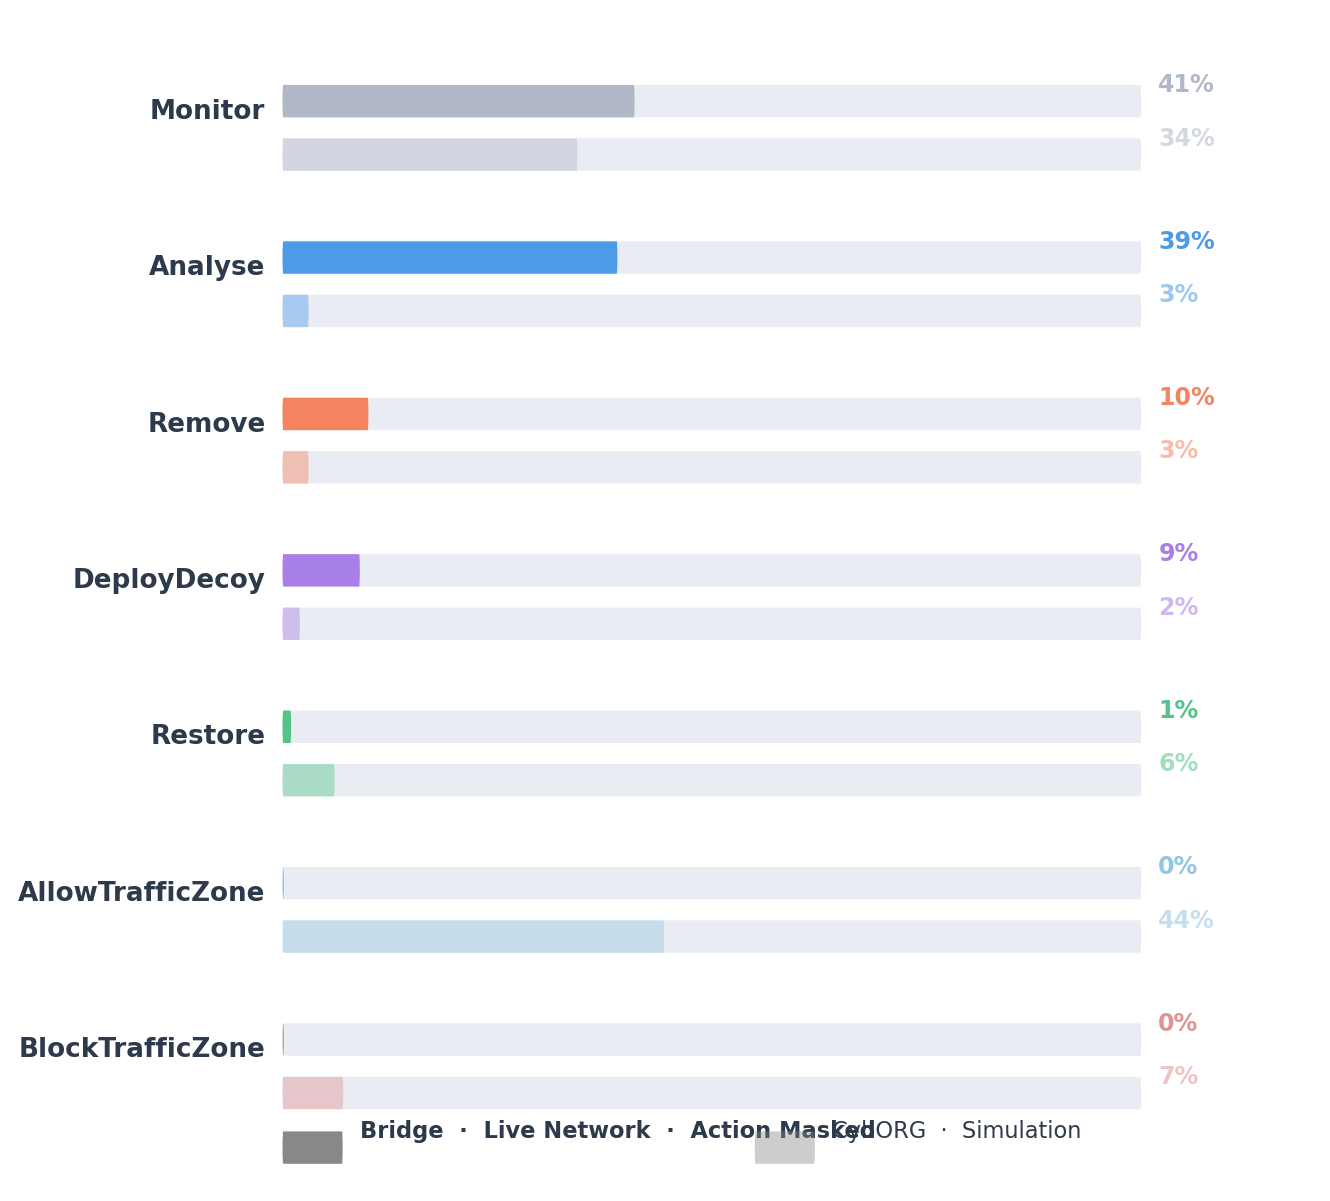 Monitor
41%
34%
Analyse
39%
3%
Remove
10%
3%
DeployDecoy
9%
2%
Restore
1%
6%
AllowTrafficZone
0%
44%
BlockTrafficZone
0%
7%
Bridge · Live Network · Action Masked
CybORG · Simulation